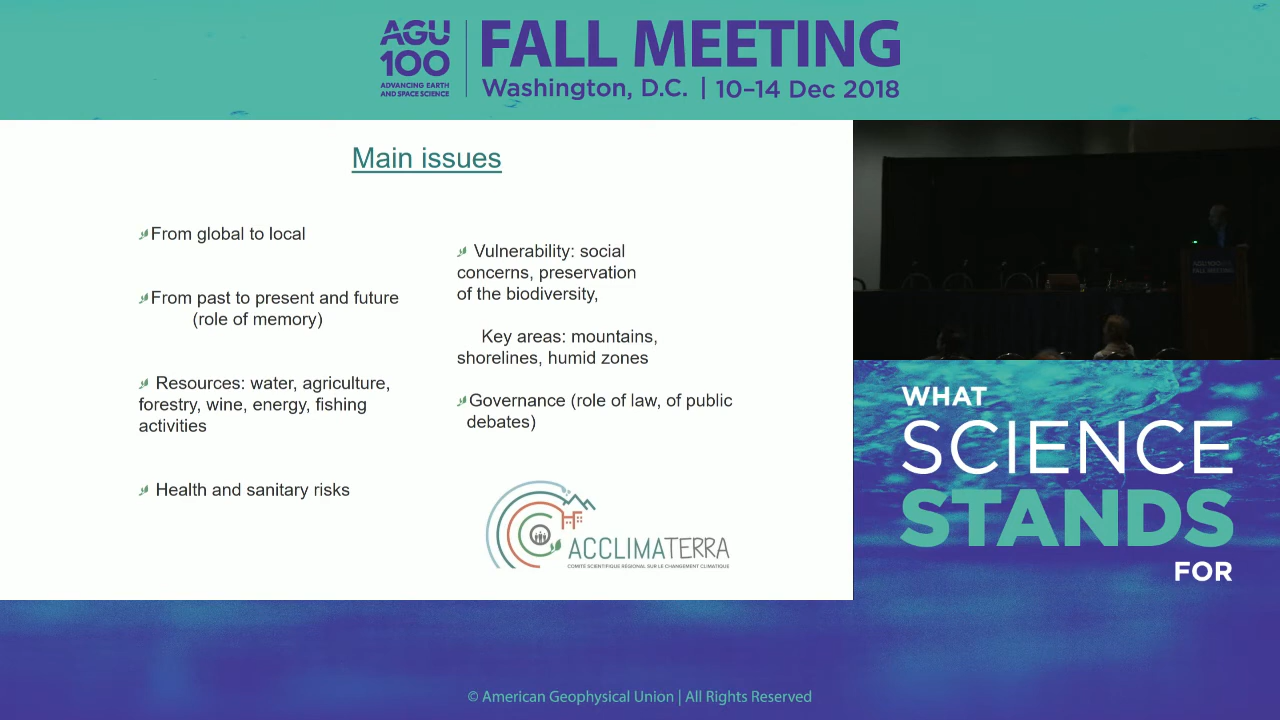 AGU
100
ADVANCING EARTH
AND SPACE SCIENCE
FALL MEETING
Washington, D.C. | 10–14 Dec 2018
Main issues
From global to local
From past to present and future
(role of memory)
Resources: water, agriculture,
forestry, wine, energy, fishing
activities
Health and sanitary risks
Vulnerability: social
concerns, preservation
of the biodiversity,
Key areas: mountains,
shorelines, humid zones
Governance (role of law, of public
debates)
ACCLIMATERRA
COMITÉ SCIENTIFIQUE RÉGIONAL SUR LE CHANGEMENT CLIMATIQUE
FALL MEETING
WHAT
SCIENCE
STANDS
FOR
© American Geophysical Union | All Rights Reserved